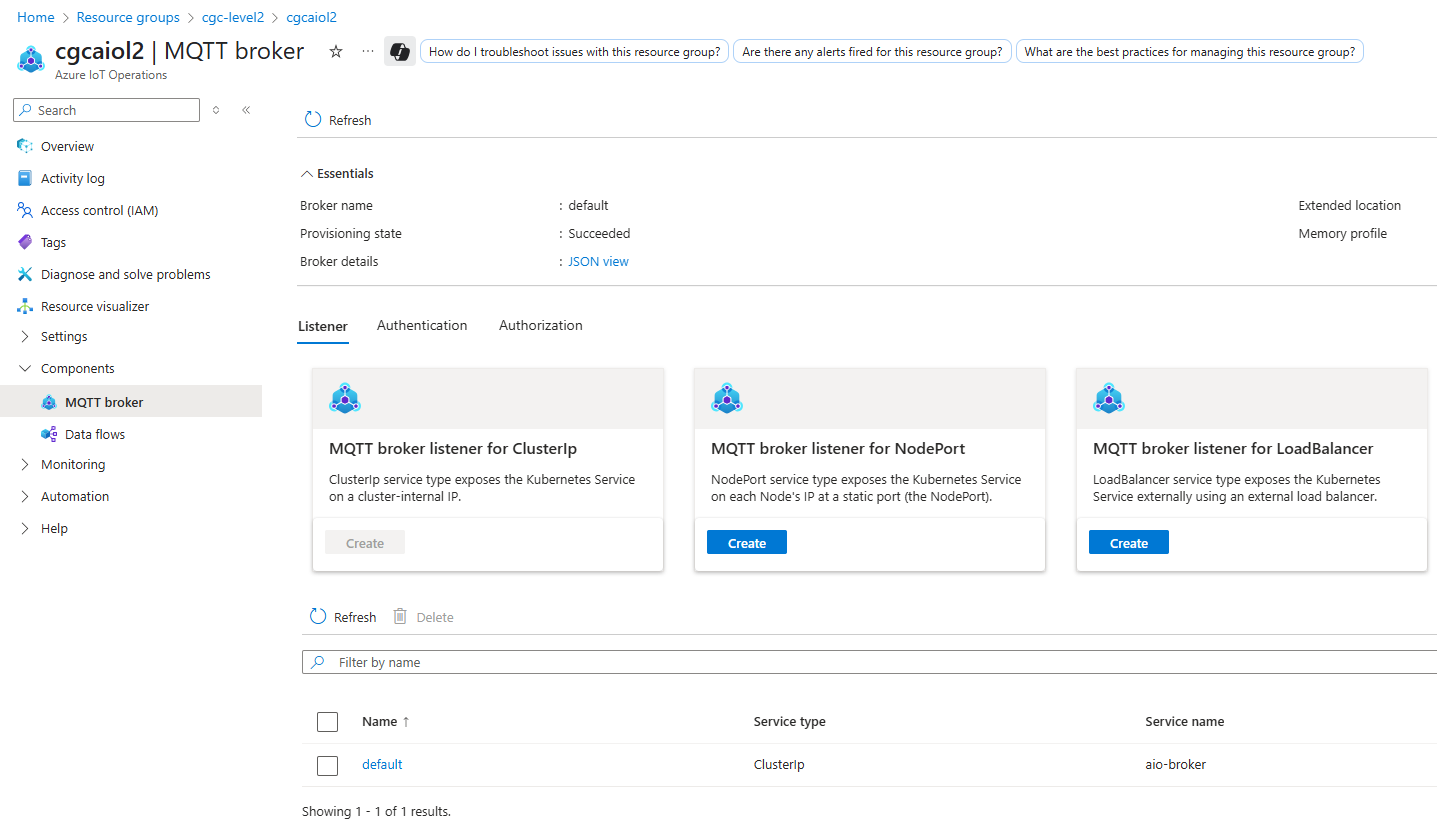 Home > Resource groups > cgc-level2 > cgcaiol2
cgcaiol2 | MQTT broker
Azure IoT Operations
How do I troubleshoot issues with this resource group?
Are there any alerts fired for this resource group?
What are the best practices for managing this resource group?
Search
Overview
Activity log
Access control (IAM)
Tags
Diagnose and solve problems
Resource visualizer
Settings
Components
MQTT broker
Data flows
Monitoring
Automation
Help
Refresh
Essentials
Broker name : default
Extended location
Provisioning state : Succeeded
Memory profile
Broker details : JSON view
Listener Authentication Authorization
MQTT broker listener for ClusterIp
ClusterIp service type exposes the Kubernetes Service
on a cluster-internal IP.
Create
MQTT broker listener for NodePort
NodePort service type exposes the Kubernetes Service
on each Node's IP at a static port (the NodePort).
Create
MQTT broker listener for LoadBalancer
LoadBalancer service type exposes the Kubernetes
Service externally using an external load balancer.
Create
Refresh Delete
Filter by name
Name ↑ Service type Service name
default ClusterIp aio-broker
Showing 1 - 1 of 1 results.